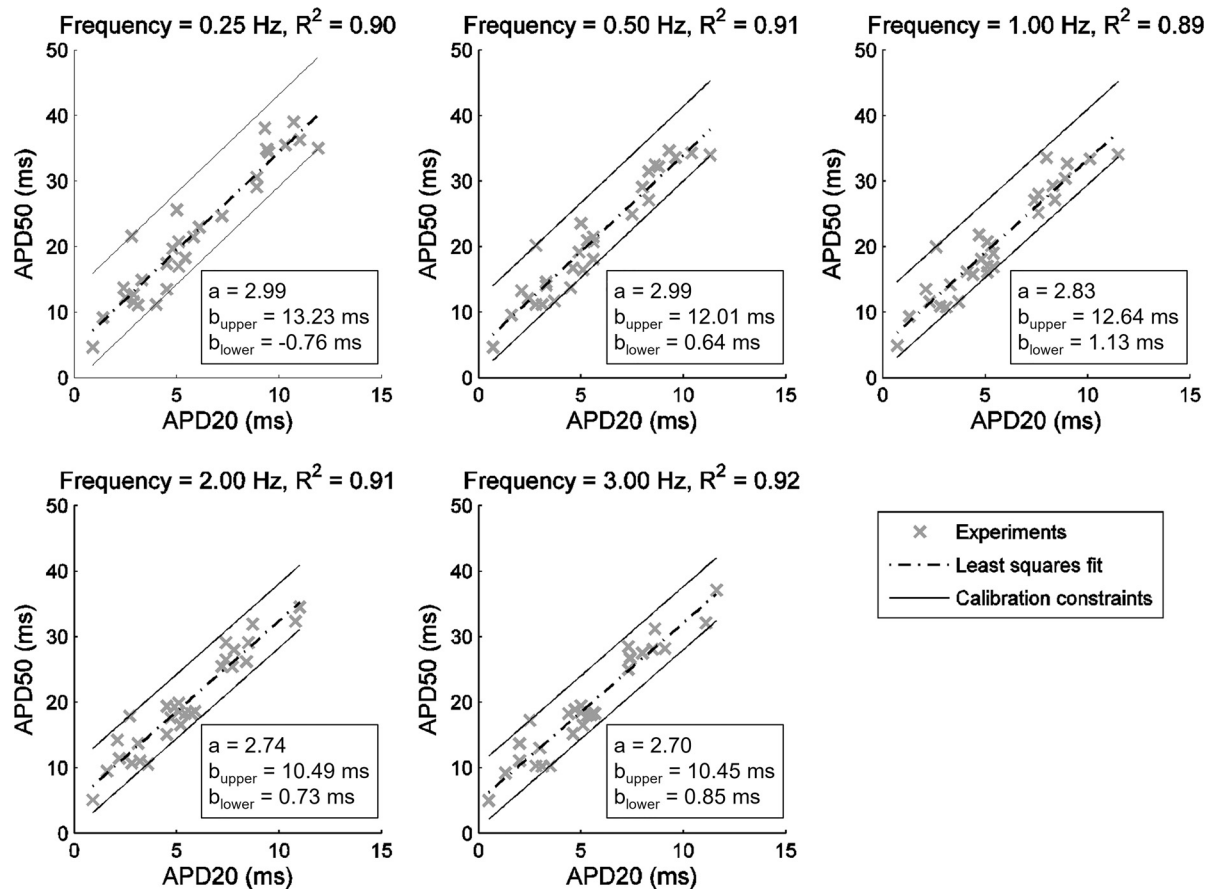 Frequency = 0.25 Hz, R² = 0.90
50
40
30
20
10
0
APD50 (ms)
a = 2.99
b_upper = 13.23 ms
b_lower = -0.76 ms
0 5 10 15
APD20 (ms)
Frequency = 0.50 Hz, R² = 0.91
50
40
30
20
10
0
APD50 (ms)
a = 2.99
b_upper = 12.01 ms
b_lower = 0.64 ms
0 5 10 15
APD20 (ms)
Frequency = 1.00 Hz, R² = 0.89
50
40
30
20
10
0
APD50 (ms)
a = 2.83
b_upper = 12.64 ms
b_lower = 1.13 ms
0 5 10 15
APD20 (ms)
Frequency = 2.00 Hz, R² = 0.91
50
40
30
20
10
0
APD50 (ms)
a = 2.74
b_upper = 10.49 ms
b_lower = 0.73 ms
0 5 10 15
APD20 (ms)
Frequency = 3.00 Hz, R² = 0.92
50
40
30
20
10
0
APD50 (ms)
a = 2.70
b_upper = 10.45 ms
b_lower = 0.85 ms
0 5 10 15
APD20 (ms)
Experiments
Least squares fit
Calibration constraints